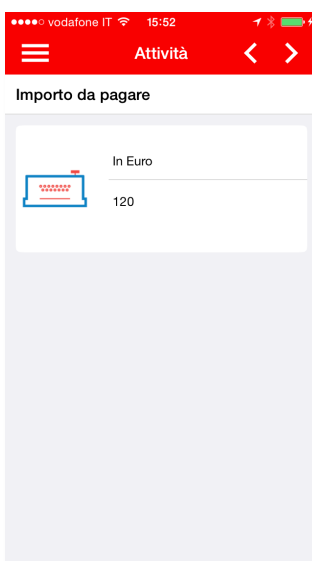 vodafone IT 15:52
Attività
Importo da pagare
In Euro
120